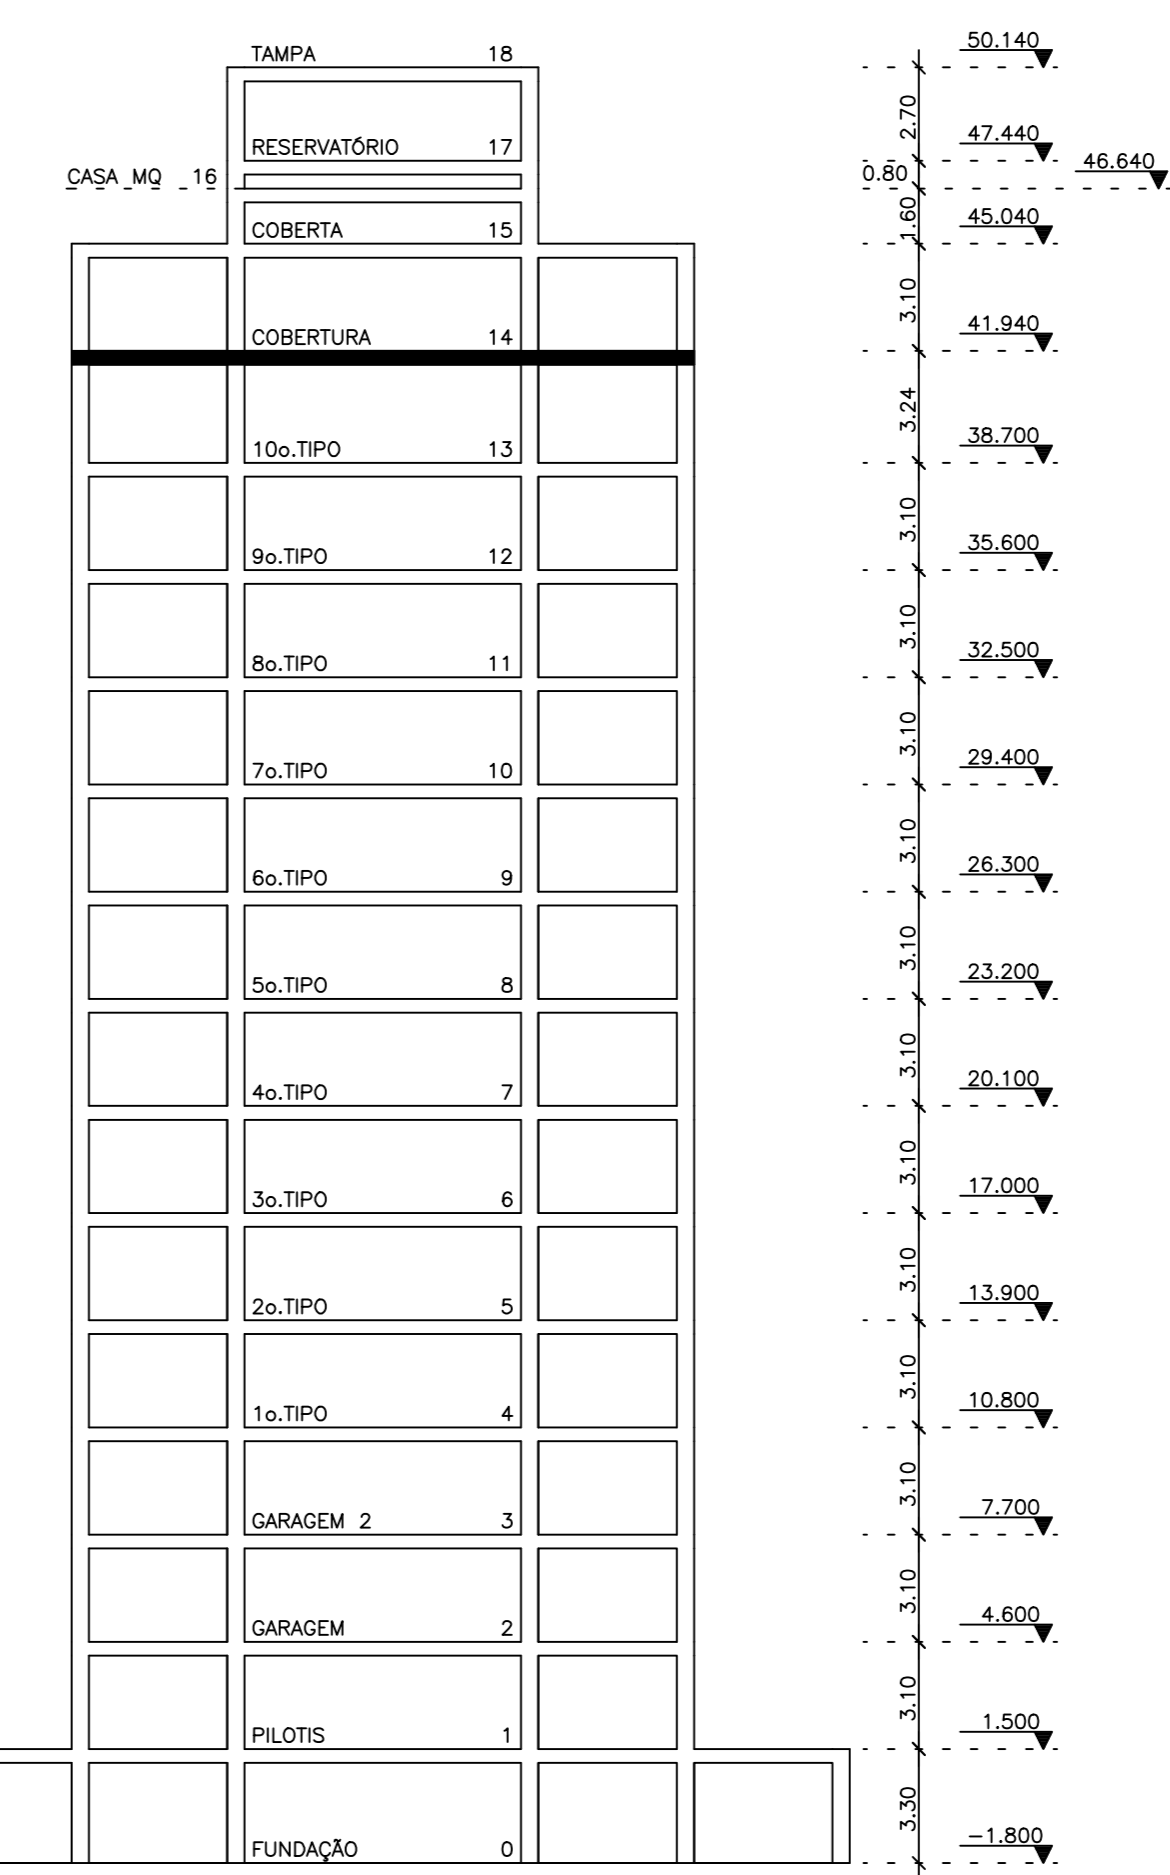 TAMPA 18 50.140
2.70
RESERVATÓRIO 17 47.440
CASA MQ 16 0.80 46.640
1.60
COBERTA 15 45.040
3.10
COBERTURA 14 41.940
3.24
10o.TIPO 13 38.700
3.10
9o.TIPO 12 35.600
3.10
8o.TIPO 11 32.500
3.10
7o.TIPO 10 29.400
3.10
6o.TIPO 9 26.300
3.10
5o.TIPO 8 23.200
3.10
4o.TIPO 7 20.100
3.10
3o.TIPO 6 17.000
3.10
2o.TIPO 5 13.900
3.10
1o.TIPO 4 10.800
3.10
GARAGEM 2 3 7.700
3.10
GARAGEM 2 4.600
3.10
PILOTIS 1 1.500
3.30
FUNDAÇÃO 0 -1.800